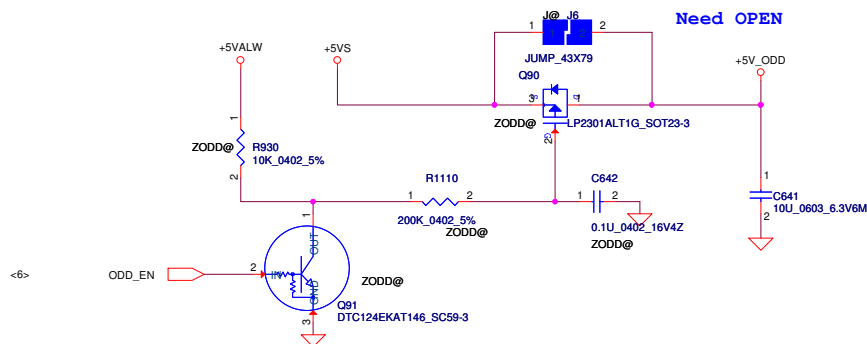 J@ J6
Need OPEN
1 1 2 2
+5VALW
+5VS
JUMP_43X79
+5V_ODD
Q90
3 S D 1
1
ZODD@
R930
10K_0402_5%
2
ZODD@
LP2301ALT1G_SOT23-3
G
2
R1110
1 2
200K_0402_5%
ZODD@
C642
1 2
0.1U_0402_16V4Z
ZODD@
1
C641
10U_0603_6.3V6M
2
1
OUT
<6>
ODD_EN
2
IN
GND
ZODD@
3
Q91
DTC124EKAT146_SC59-3